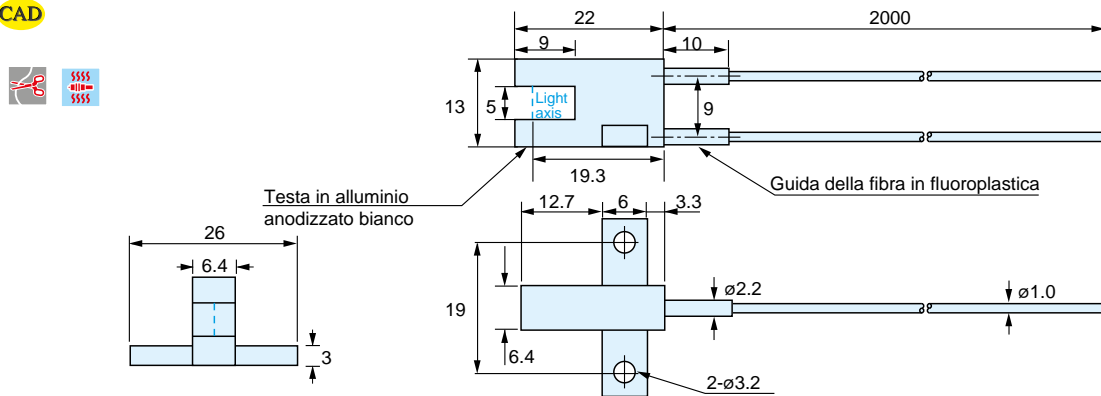 CAD
22
2000
9
10
13
5
Light
axis
9
19.3
Testa in alluminio
anodizzato bianco
Guida della fibra in fluoroplastica
12.7
6
3.3
26
6.4
ø2.2
ø1.0
19
3
6.4
2-ø3.2